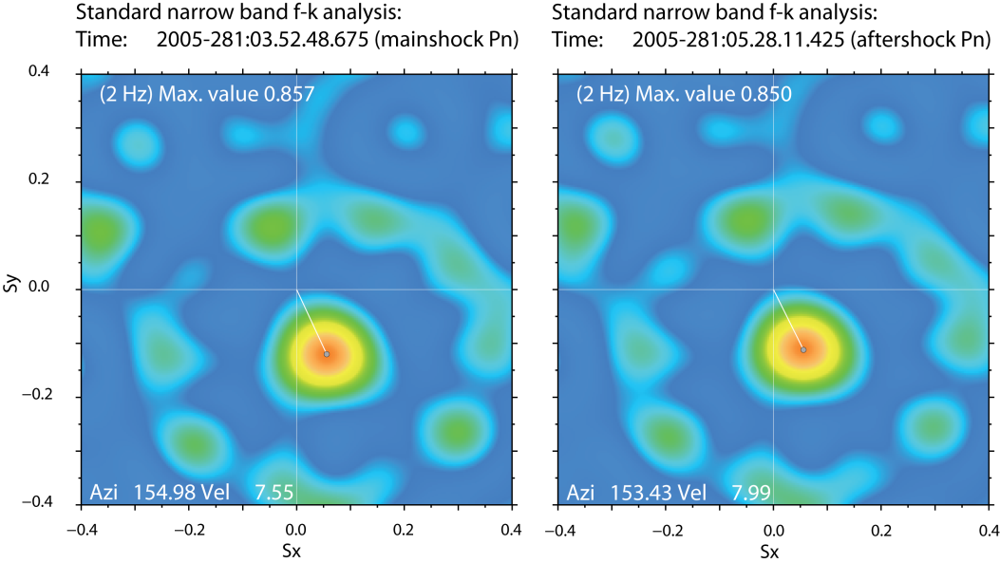 Standard narrow band f-k analysis:
Time: 2005-281:03.52.48.675 (mainshock Pn)
(2 Hz) Max. value 0.857
0.4
0.2
0.0
−0.2
−0.4
Sy
Azi 154.98 Vel 7.55
−0.4 −0.2 0.0 0.2 0.4
Sx
Standard narrow band f-k analysis:
Time: 2005-281:05.28.11.425 (aftershock Pn)
(2 Hz) Max. value 0.850
Azi 153.43 Vel 7.99
−0.4 −0.2 0.0 0.2 0.4
Sx